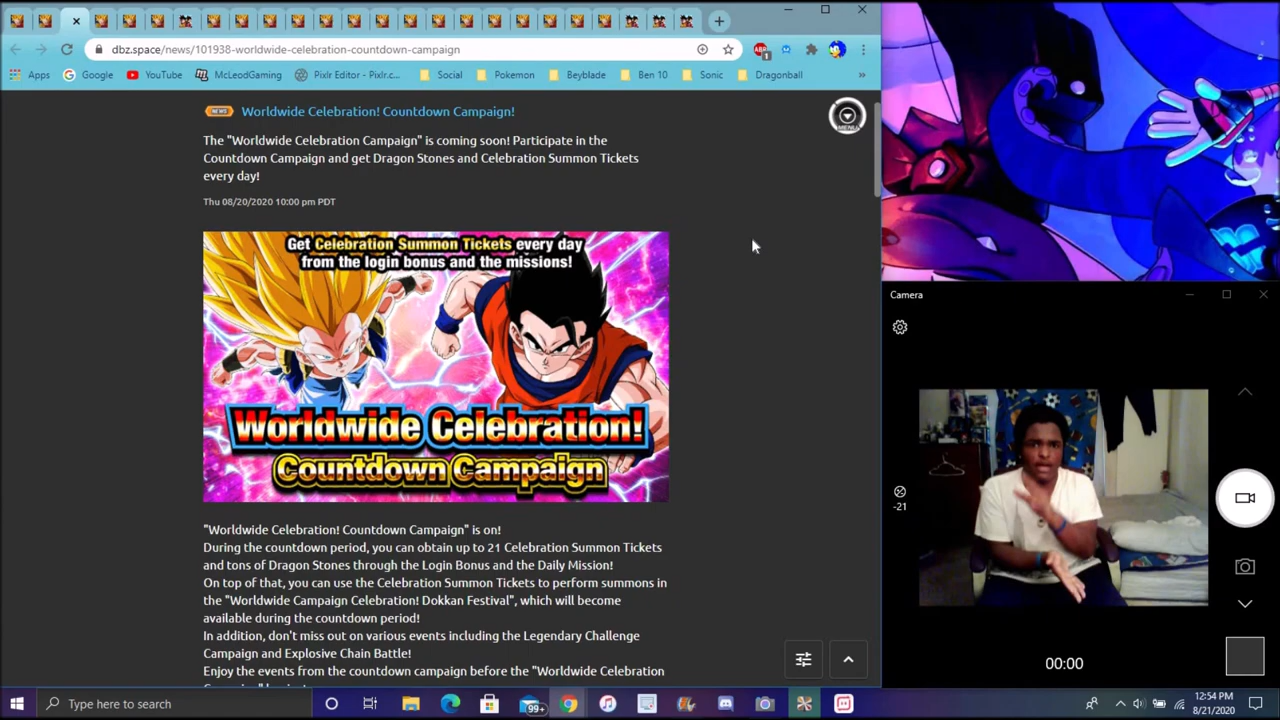 dbz.space/news/101938-worldwide-celebration-countdown-campaign
ABP
1
Apps
Google
YouTube
McLeodGaming
Pixlr Editor - Pixlr.c...
Social
Pokemon
Beyblade
Ben 10
Sonic
Dragonball
»
NEWS
Worldwide Celebration! Countdown Campaign!
MENU
The "Worldwide Celebration Campaign" is coming soon! Participate in the
Countdown Campaign and get Dragon Stones and Celebration Summon Tickets
every day!
Thu 08/20/2020 10:00 pm PDT
Get Celebration Summon Tickets every day
from the login bonus and the missions!
Worldwide Celebration!
Countdown Campaign
"Worldwide Celebration! Countdown Campaign" is on!
During the countdown period, you can obtain up to 21 Celebration Summon Tickets
and tons of Dragon Stones through the Login Bonus and the Daily Mission!
On top of that, you can use the Celebration Summon Tickets to perform summons in
the "Worldwide Campaign Celebration! Dokkan Festival", which will become
available during the countdown period!
In addition, don't miss out on various events including the Legendary Challenge
Campaign and Explosive Chain Battle!
Enjoy the events from the countdown campaign before the "Worldwide Celebration
Camera
-21
00:00
Type here to search
99+
12:54 PM
8/21/2020